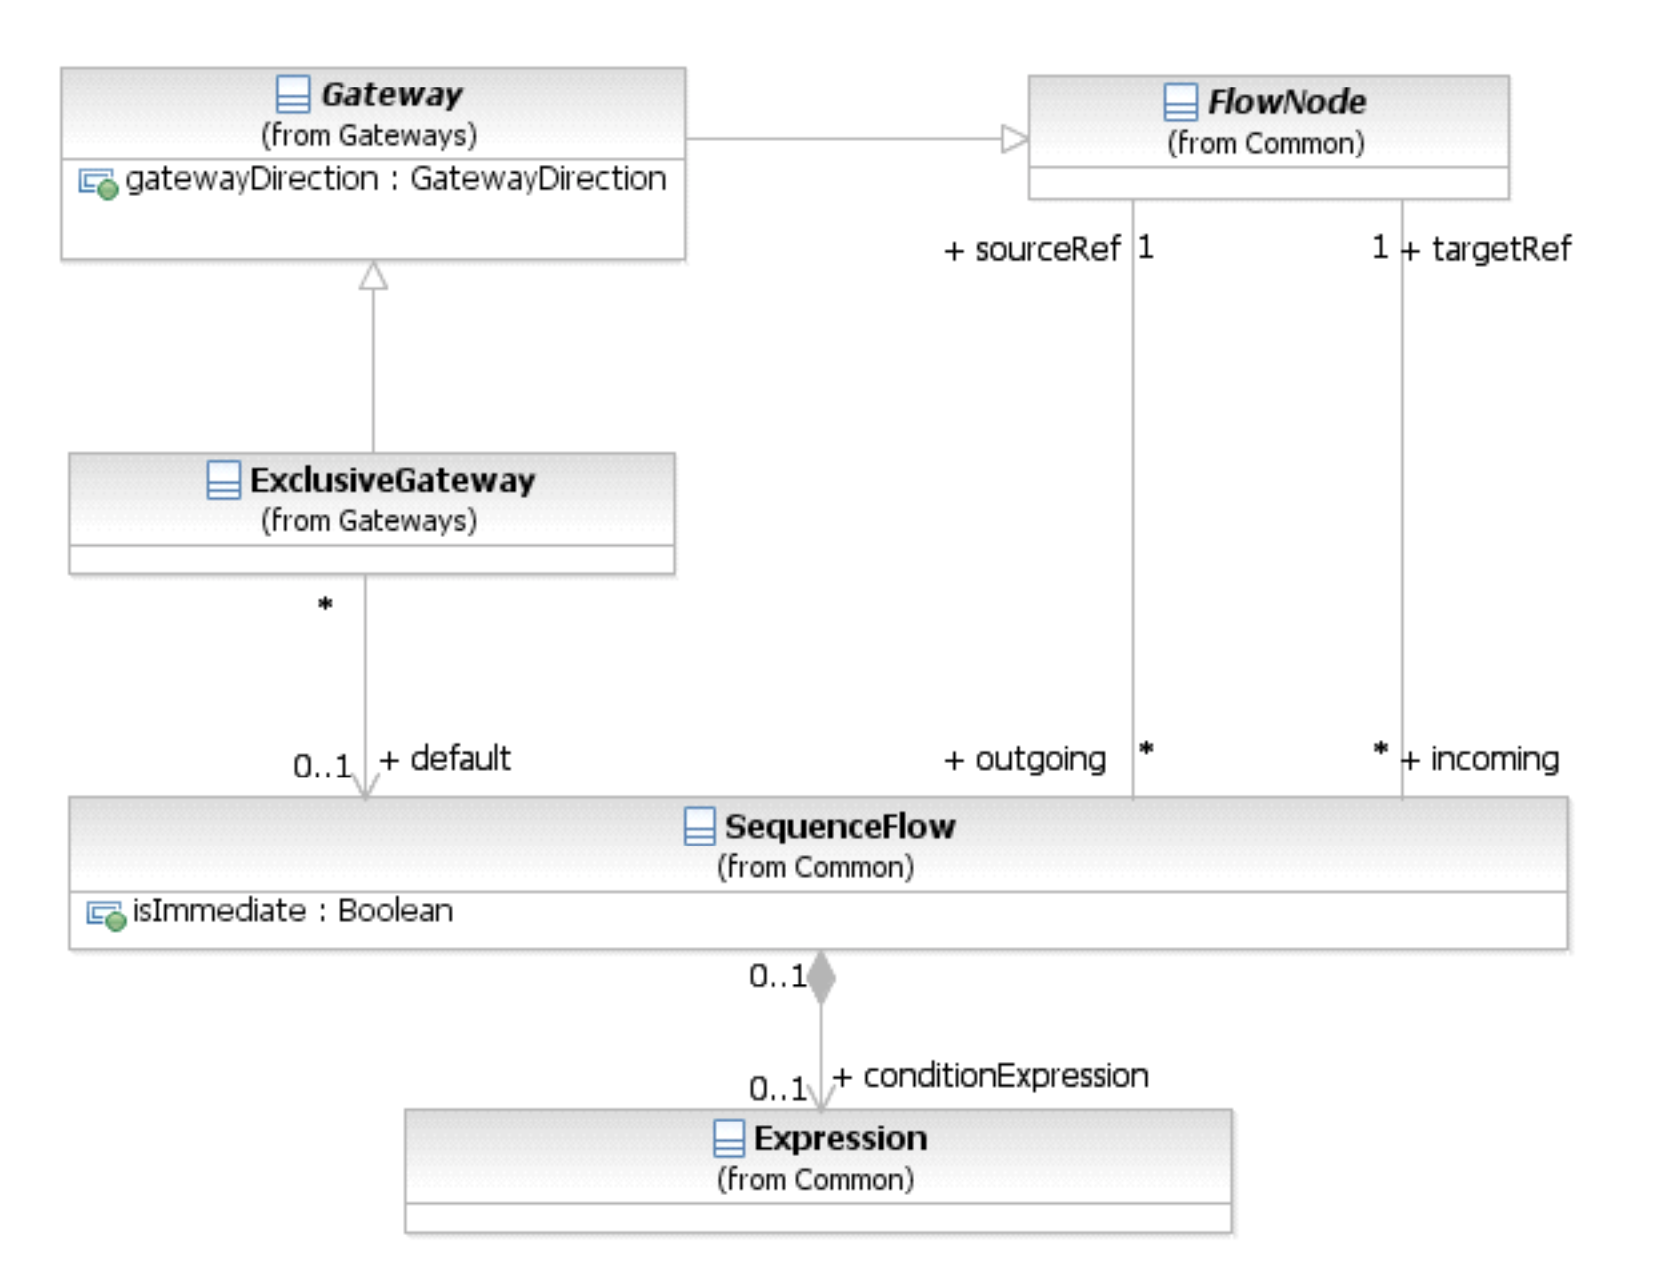 Gateway
(from Gateways)
gatewayDirection : GatewayDirection
FlowNode
(from Common)
+ sourceRef 1
1 + targetRef
ExclusiveGateway
(from Gateways)
*
0..1 + default
+ outgoing *
* + incoming
SequenceFlow
(from Common)
isImmediate : Boolean
0..1
0..1 + conditionExpression
Expression
(from Common)